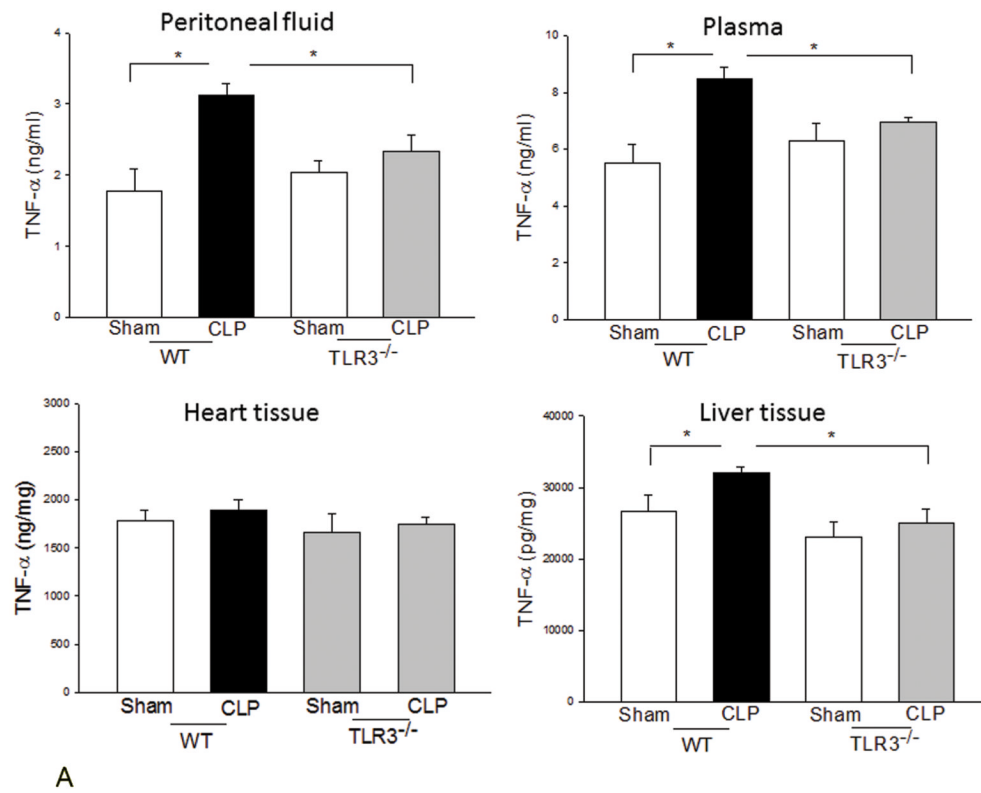 Peritoneal fluid
TNF-α (ng/ml)
4
3
2
1
0
* *
Sham CLP Sham CLP
WT TLR3-/-
Plasma
TNF-α (ng/ml)
10
8
6
4
2
0
* *
Sham CLP Sham CLP
WT TLR3-/-
Heart tissue
TNF-α (ng/mg)
3000
2500
2000
1500
1000
500
0
Sham CLP Sham CLP
WT TLR3-/-
Liver tissue
TNF-α (pg/mg)
40000
30000
20000
10000
0
* *
Sham CLP Sham CLP
WT TLR3-/-
A